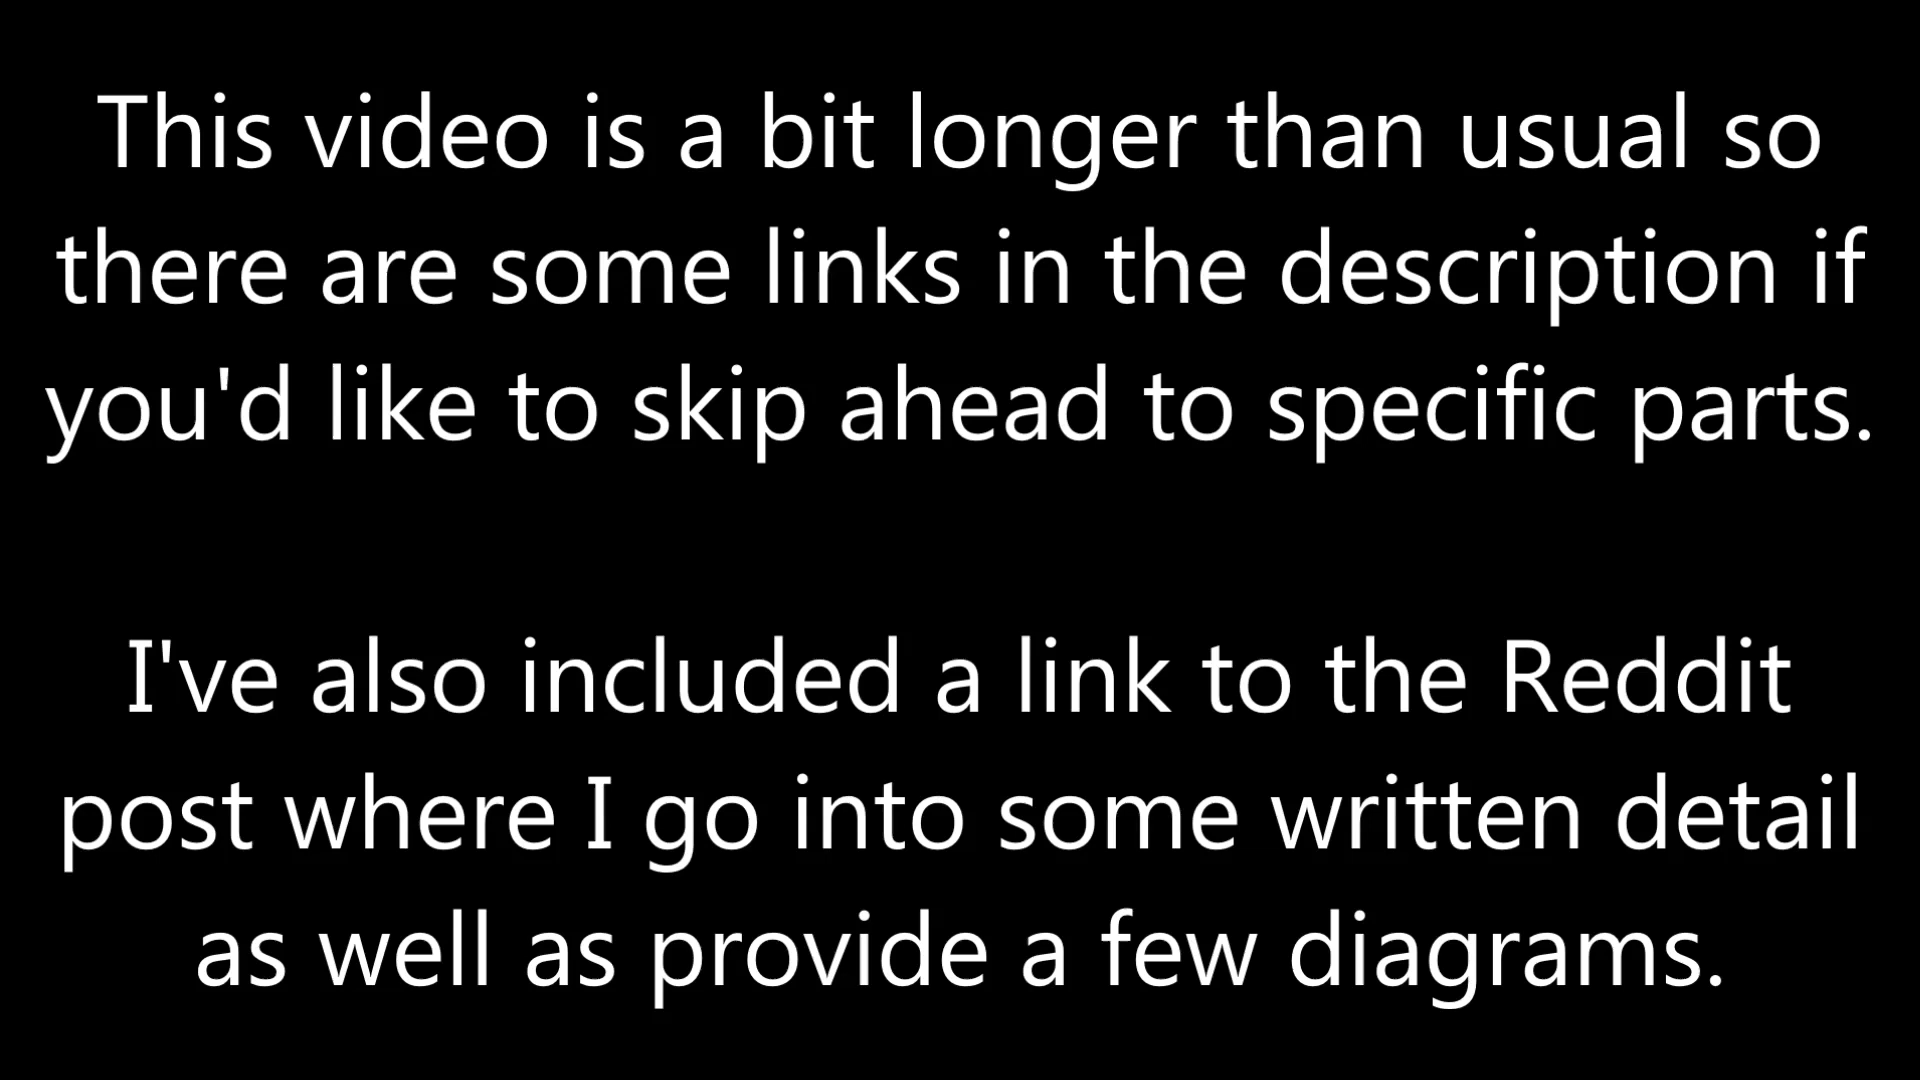 This video is a bit longer than usual so
there are some links in the description if
you'd like to skip ahead to specific parts.
I've also included a link to the Reddit
post where I go into some written detail
as well as provide a few diagrams.